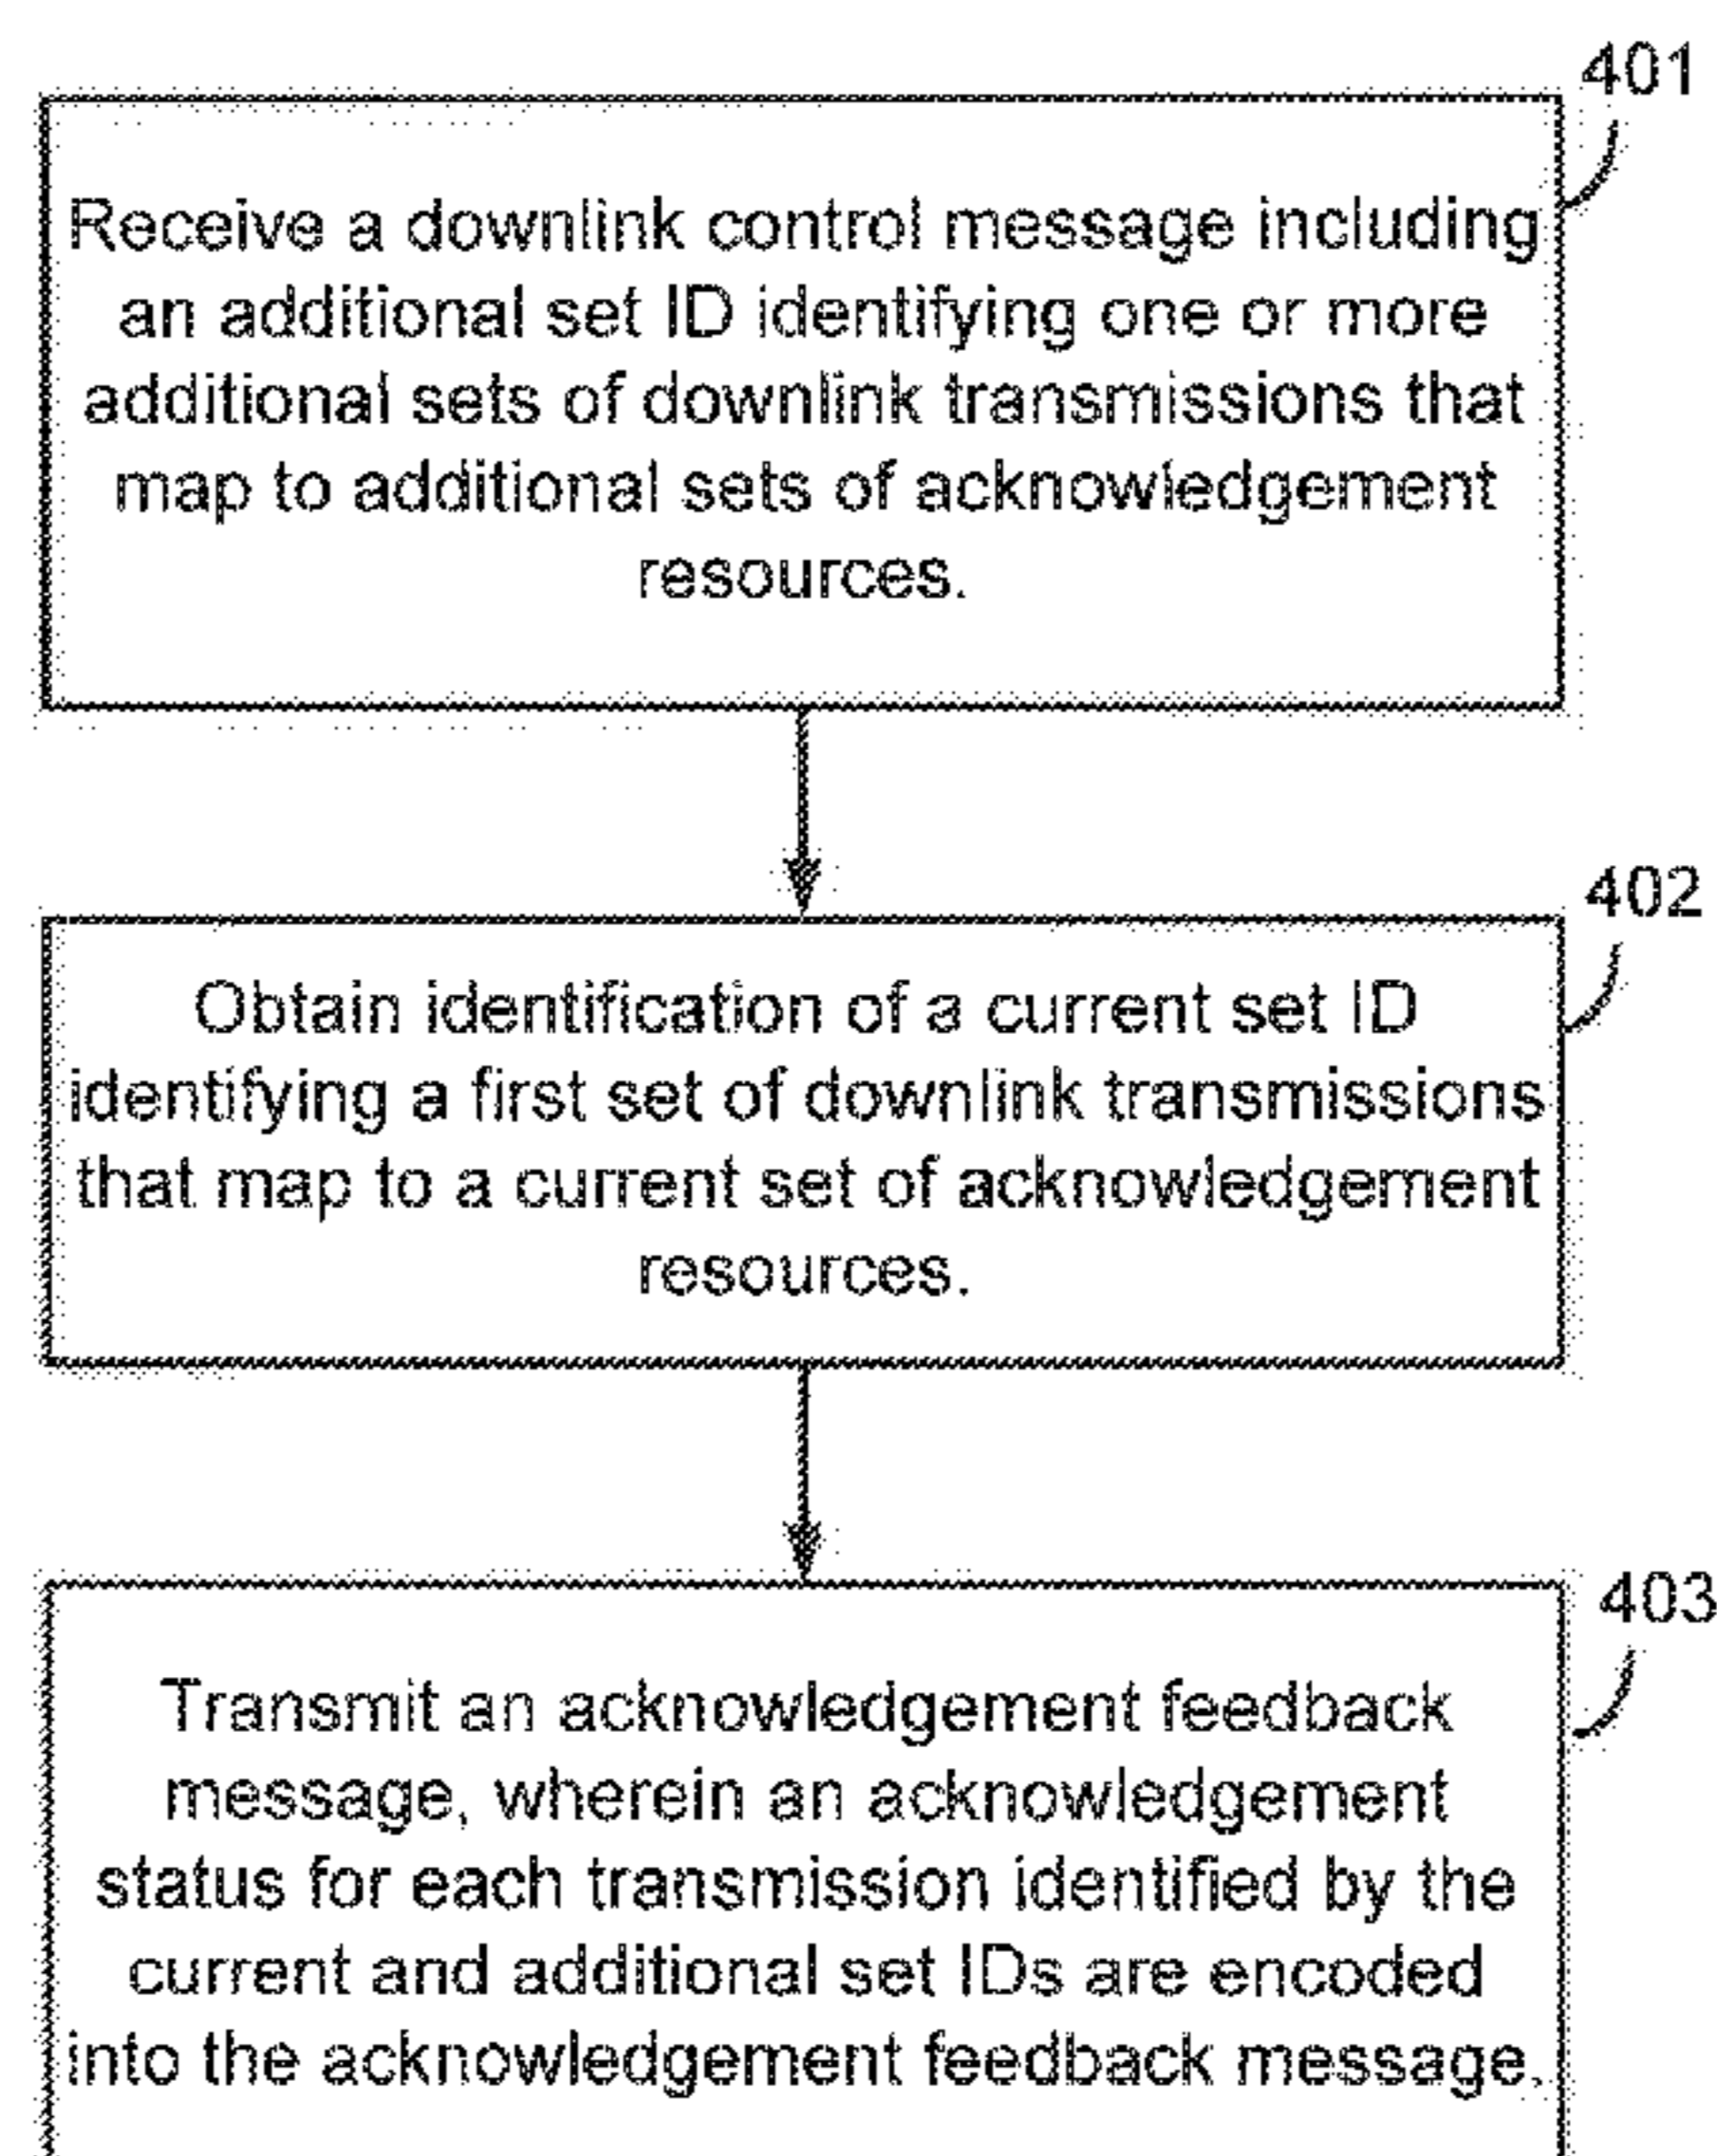 401
Receive a downlink control message including
an additional set ID identifying one or more
additional sets of downlink transmissions that
map to additional sets of acknowledgement
resources.
402
Obtain identification of a current set ID
identifying a first set of downlink transmissions
that map to a current set of acknowledgement
resources.
403
Transmit an acknowledgement feedback
message, wherein an acknowledgement
status for each transmission identified by the
current and additional set IDs are encoded
into the acknowledgement feedback message.